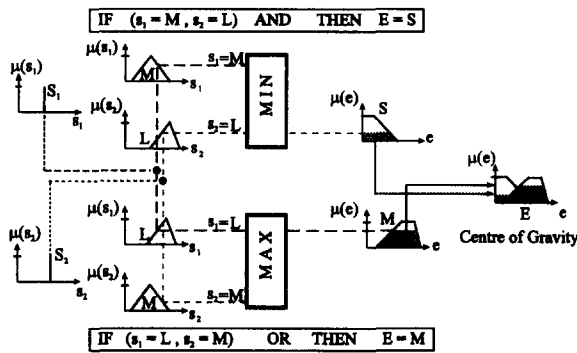 IF (s₁ = M , s₂ = L) AND THEN E = S
μ(s₁)
S₁
s₁
μ(s₁)
M
s₁
s₁=M
MIN
μ(s₂)
L
s₂
s₂=L
μ(e)
S
e
μ(e)
E
e
Centre of Gravity
μ(s₂)
S₂
s₂
μ(s₁)
L
s₁
s₁=L
MAX
μ(e)
M
e
μ(s₂)
M
s₂
s₂=M
IF (s₁ = L , s₂ = M) OR THEN E = M